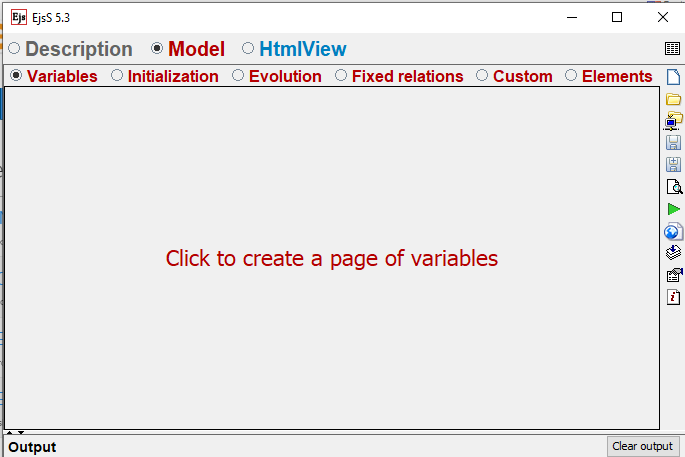 Ejs EjsS 5.3
Description Model HtmlView
Variables Initialization Evolution Fixed relations Custom Elements
Click to create a page of variables
Output Clear output